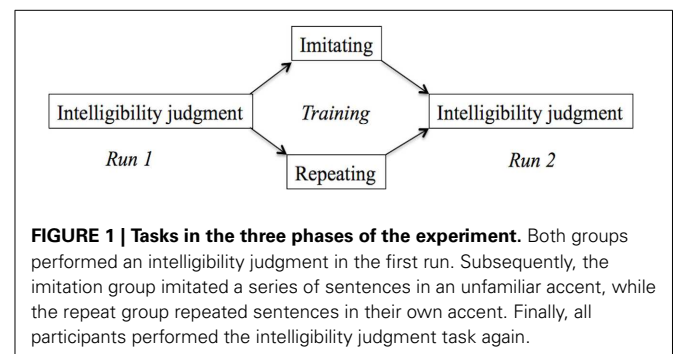 Imitating
Intelligibility judgment Training Intelligibility judgment
Run 1 Run 2
Repeating
FIGURE 1 | Tasks in the three phases of the experiment. Both groups
performed an intelligibility judgment in the first run. Subsequently, the
imitation group imitated a series of sentences in an unfamiliar accent, while
the repeat group repeated sentences in their own accent. Finally, all
participants performed the intelligibility judgment task again.